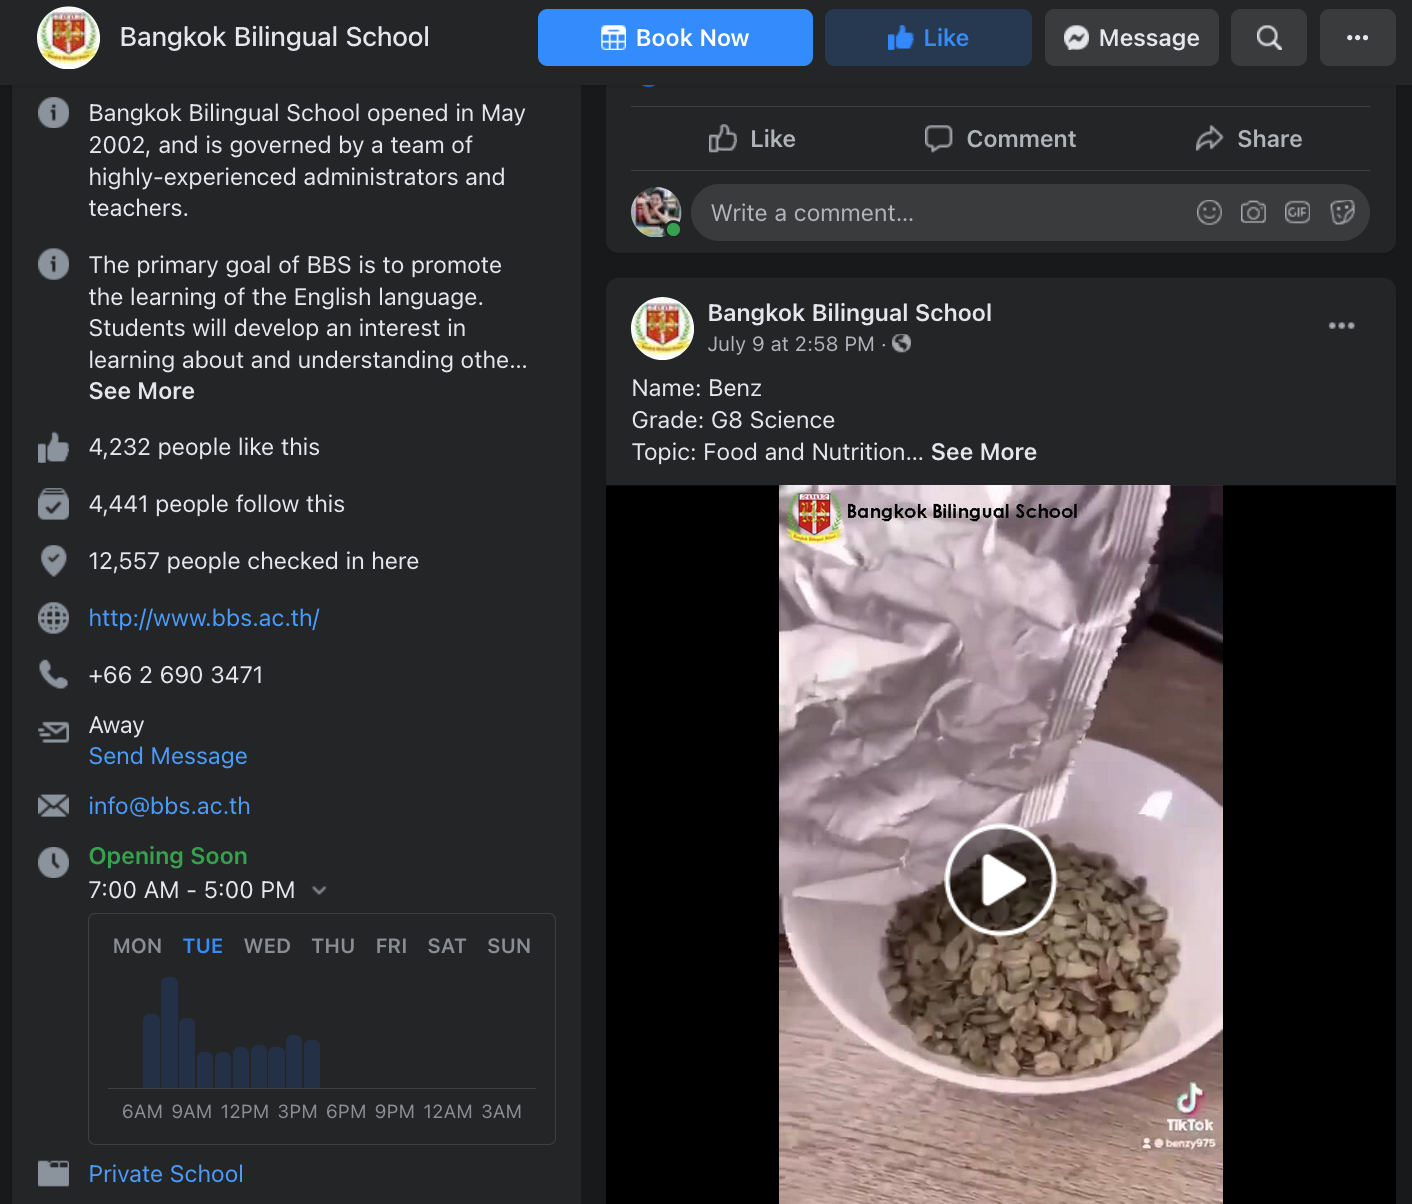 Bangkok Bilingual School
Book Now
Like
Message
Bangkok Bilingual School opened in May
2002, and is governed by a team of
highly-experienced administrators and
teachers.
The primary goal of BBS is to promote
the learning of the English language.
Students will develop an interest in
learning about and understanding othe...
See More
4,232 people like this
4,441 people follow this
12,557 people checked in here
http://www.bbs.ac.th/
+66 2 690 3471
Away
Send Message
info@bbs.ac.th
Opening Soon
7:00 AM - 5:00 PM
MON TUE WED THU FRI SAT SUN
6AM 9AM 12PM 3PM 6PM 9PM 12AM 3AM
Private School
Like Comment Share
Write a comment...
GIF
Bangkok Bilingual School
July 9 at 2:58 PM ·
Name: Benz
Grade: G8 Science
Topic: Food and Nutrition... See More
2002
Bangkok Bilingual School
TikTok
benzy975